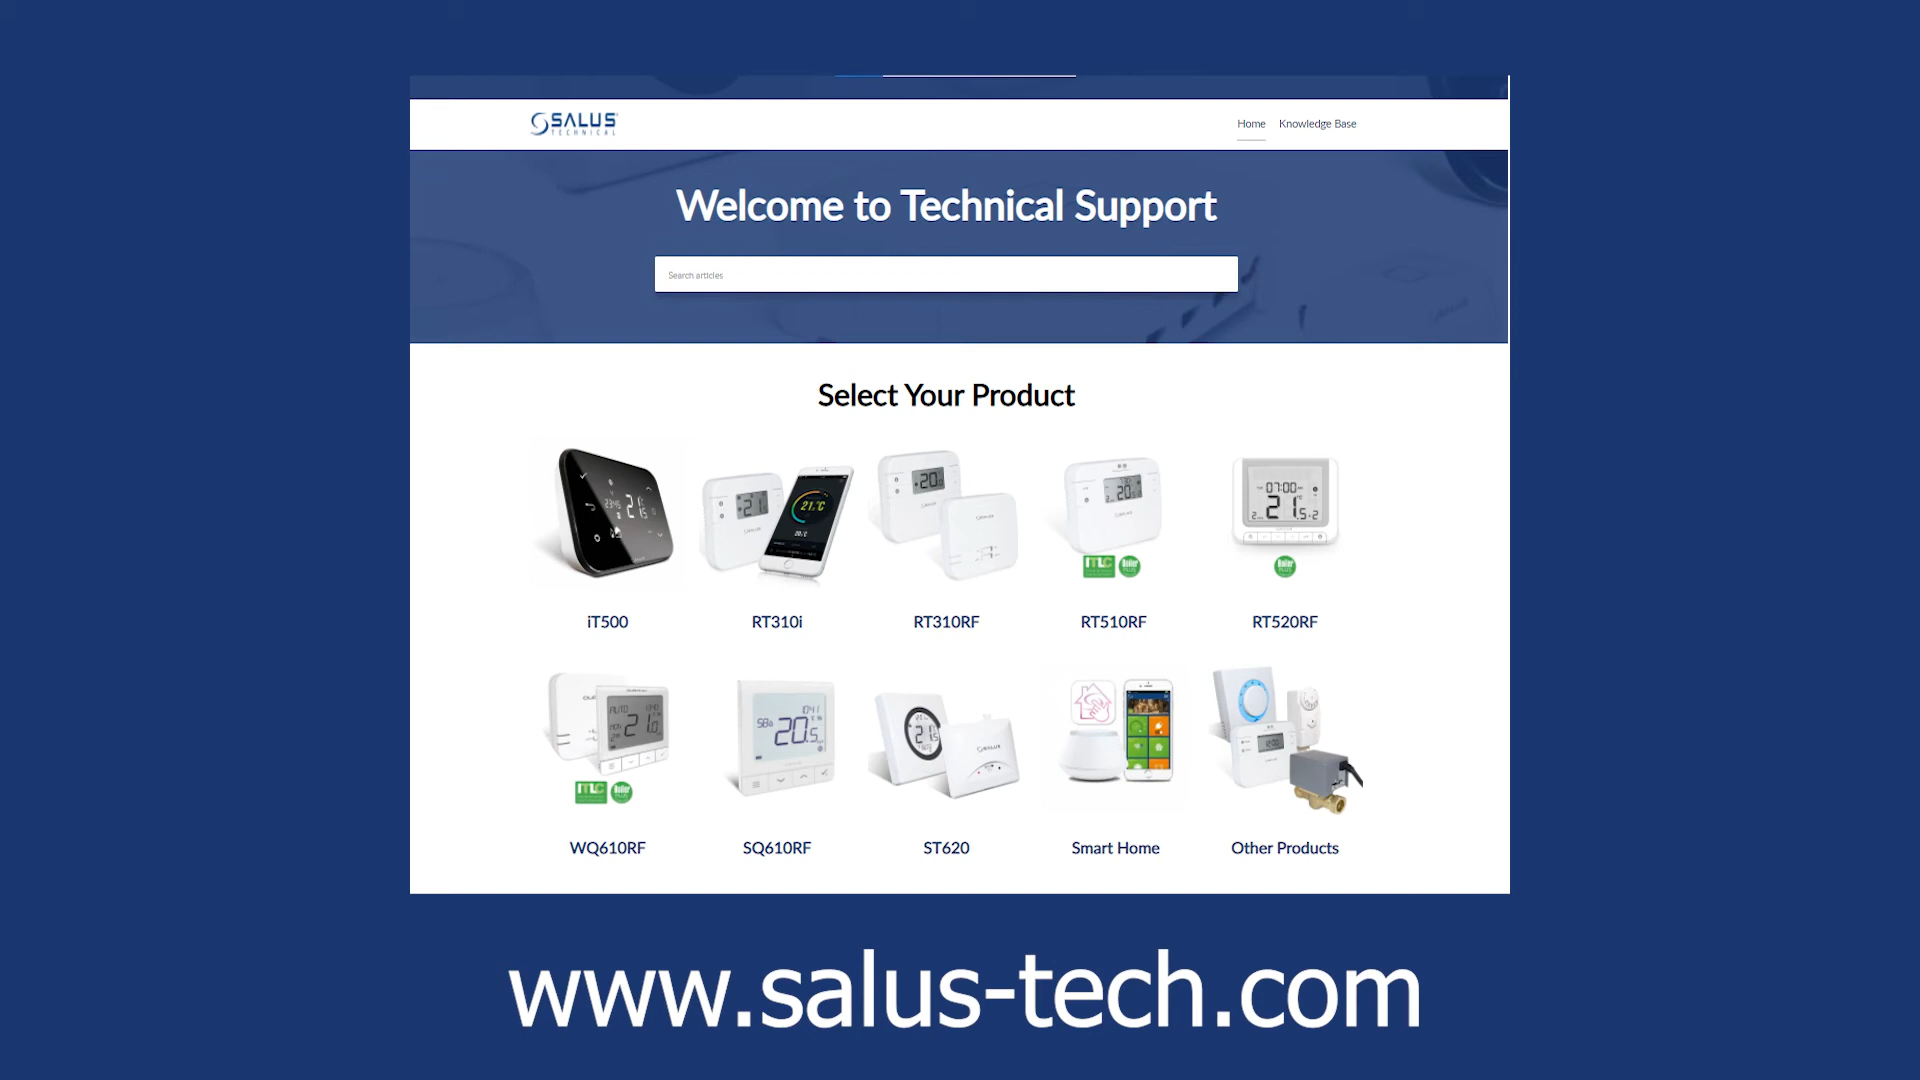 SALUS
TECHNICAL
Home Knowledge Base
Welcome to Technical Support
Search articles
Select Your Product
iT500 RT310i RT310RF RT510RF RT520RF
WQ610RF SQ610RF ST620 Smart Home Other Products
www.salus-tech.com